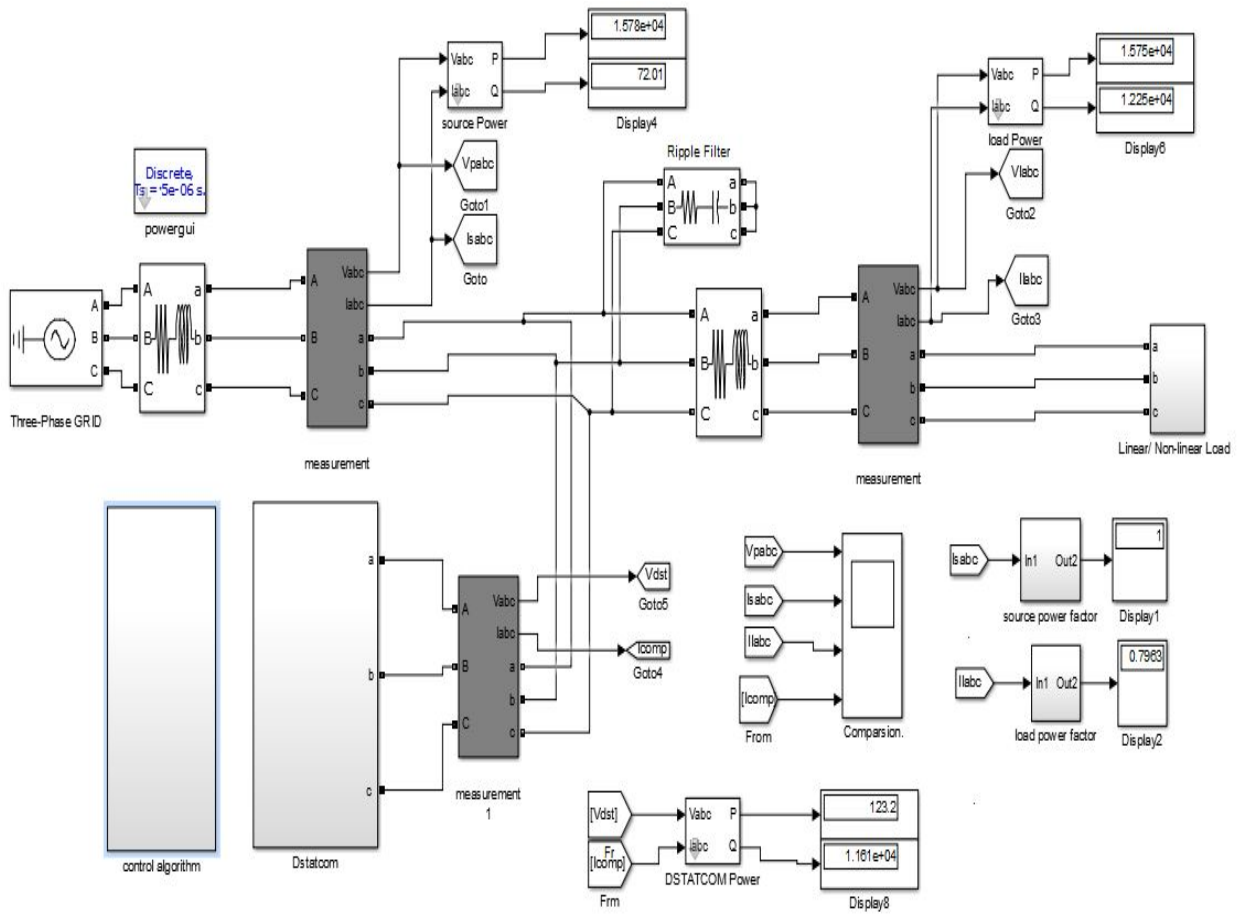 Vabc P
Iabc Q
source Power
1.578e+04
72.01
Display4
Vabc P
Iabc Q
load Power
1.575e+04
1.225e+04
Display6
Discrete,
Ts = 5e-06 s.
powergui
Vpabc
Goto1
Isabc
Goto
Ripple Filter
A a
B b
C c
Vlabc
Goto2
Ilabc
Goto3
A
B
C
Three-Phase GRID
A a
B b
C c
A
B
C
Vabc
Iabc
a
b
c
measurement
A a
B b
C c
A
B
C
Vabc
Iabc
a
b
c
measurement
a
b
c
Linear/ Non-linear Load
control algorithm
a
b
c
Dstatcom
A
B
C
Vabc
Iabc
a
b
c
measurement
1
Vdst
Goto5
Icomp
Goto4
Vpabc
Isabc
Ilabc
[Icomp]
From
Comparsion.
Isabc
In1 Out2
source power factor
1
Display1
Ilabc
In1 Out2
load power factor
0.7963
Display2
[Vdst]
Fr
[Icomp]
Frm
Vabc P
Iabc Q
DSTATCOM Power
123.2
1.161e+04
Display8